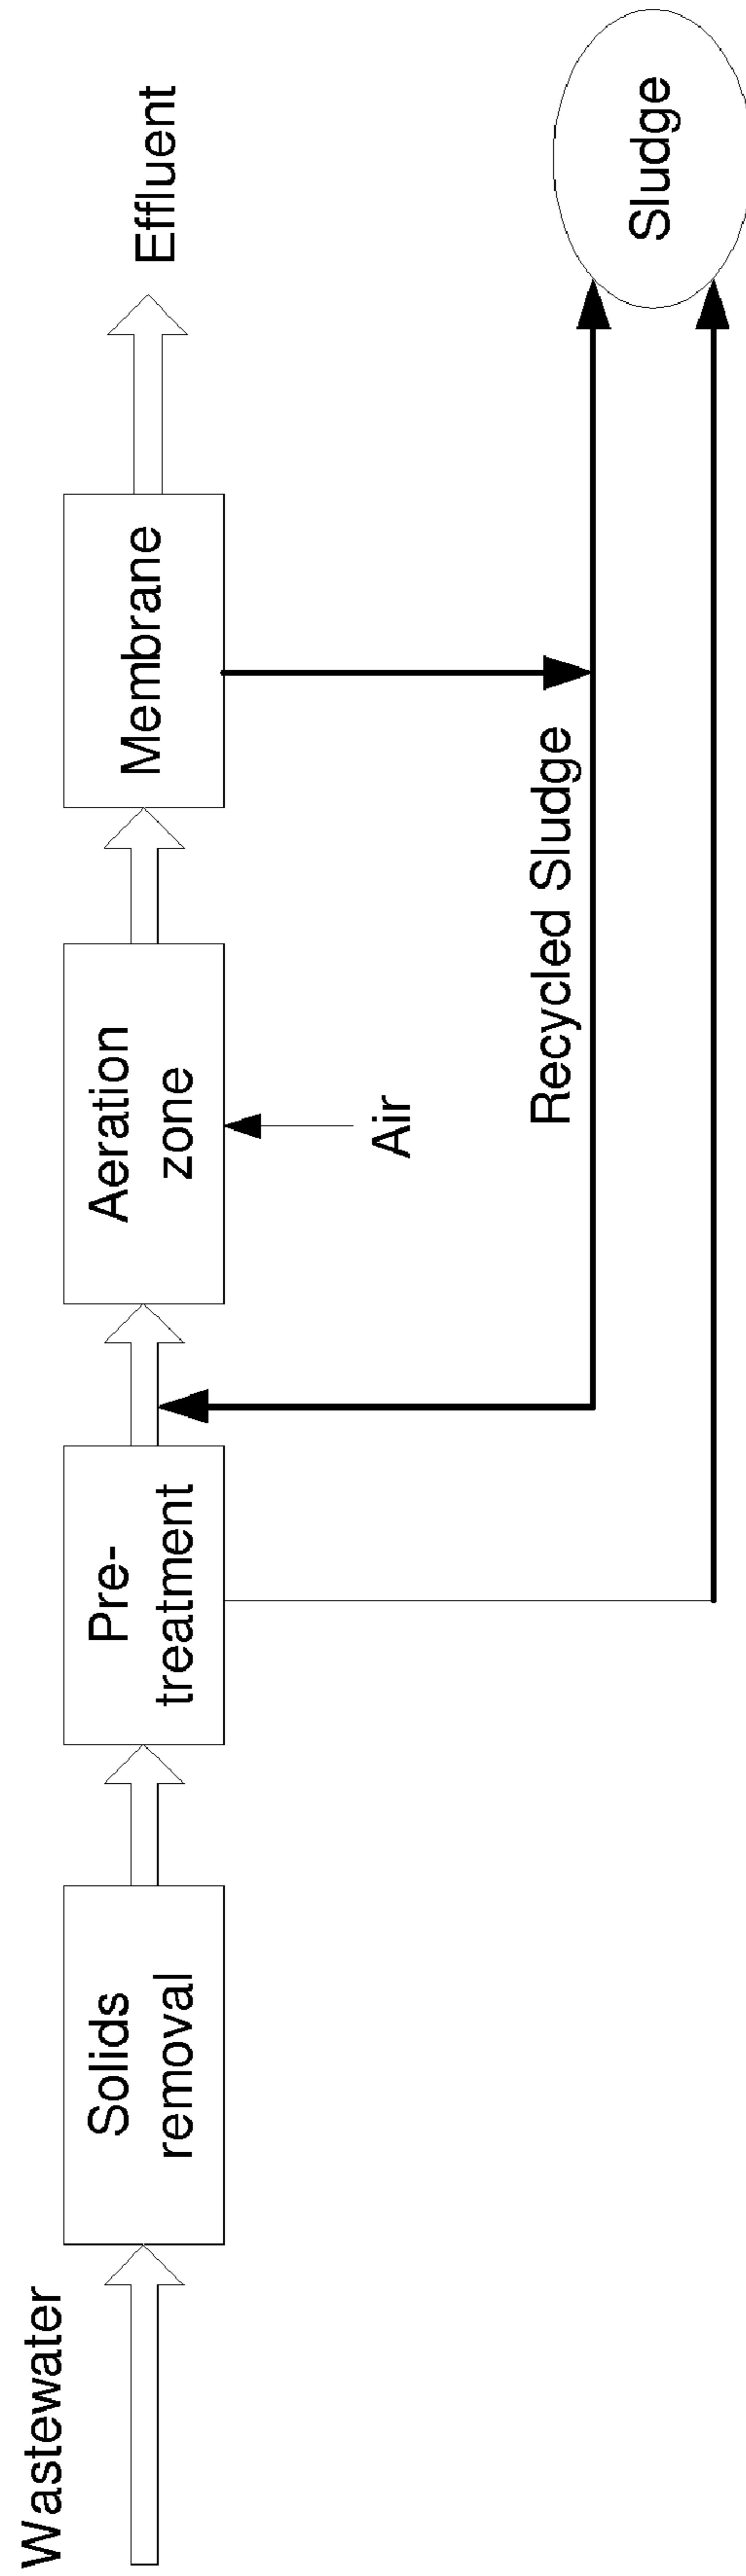 Wastewater
Solids
removal
Pre-
treatment
Aeration
zone
Air
Membrane
Effluent
Recycled Sludge
Sludge